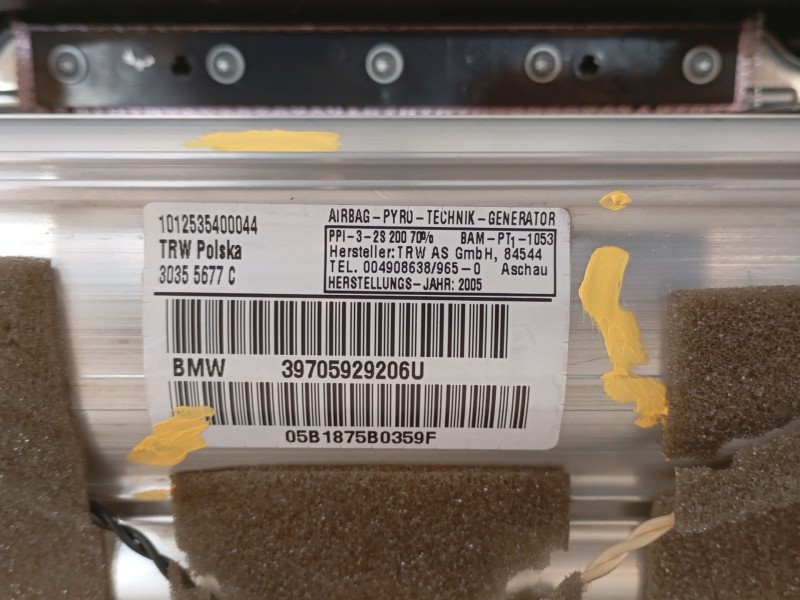 1012535400044
TRW Polska
3035 5677 C
AIRBAG-PYRO-TECHNIK-GENERATOR
PPI-3-2S 200 70% BAM-PT1-1053
Hersteller: TRW AS GmbH, 84544
TEL. 004908638/965-0 Aschau
HERSTELLUNGS-JAHR: 2005
BMW 39705929206U
05B1875B0359F